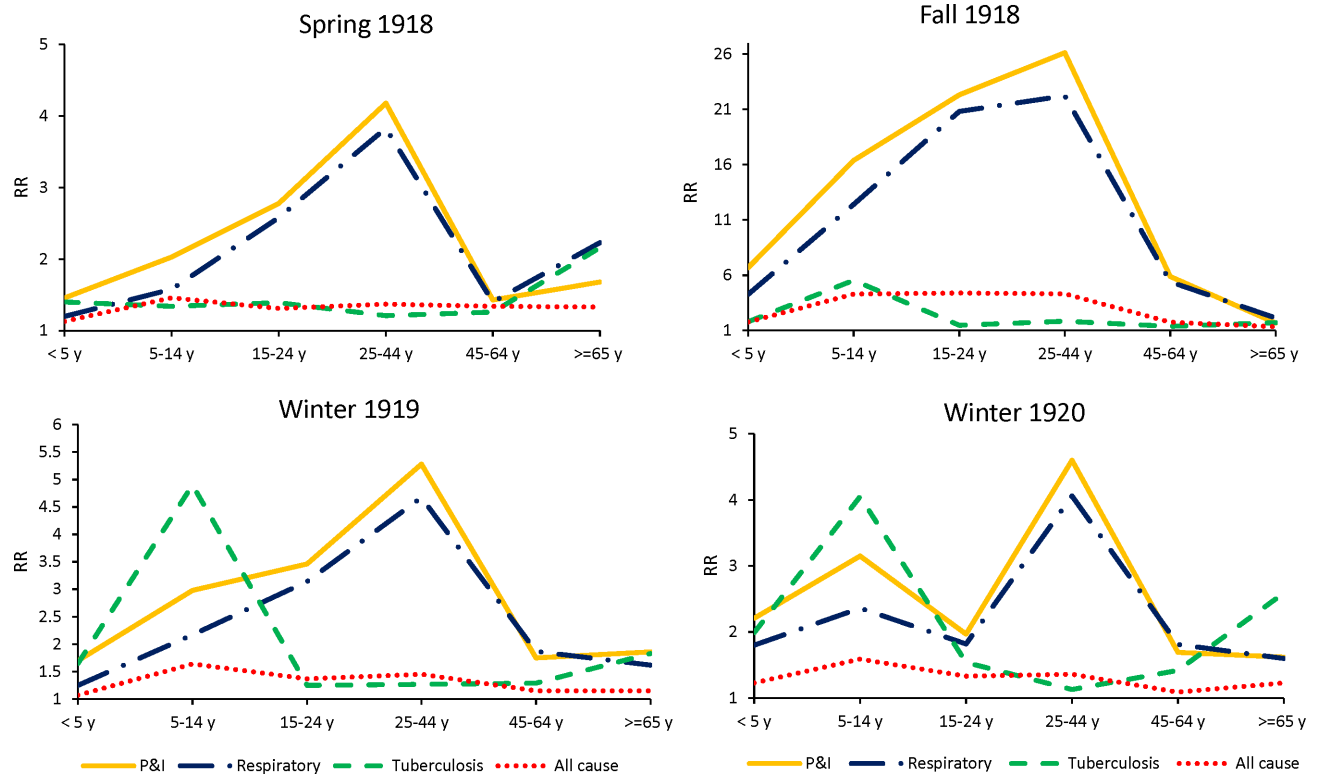 Spring 1918
5
4
3
2
1
RR
< 5 y 5-14 y 15-24 y 25-44 y 45-64 y >=65 y
Fall 1918
26
21
16
11
6
1
RR
< 5 y 5-14 y 15-24 y 25-44 y 45-64 y >=65 y
Winter 1919
6
5.5
5
4.5
4
3.5
3
2.5
2
1.5
1
RR
< 5 y 5-14 y 15-24 y 25-44 y 45-64 y >=65 y
P&I Respiratory Tuberculosis All cause
Winter 1920
5
4
3
2
1
RR
< 5 y 5-14 y 15-24 y 25-44 y 45-64 y >=65 y
P&I Respiratory Tuberculosis All cause